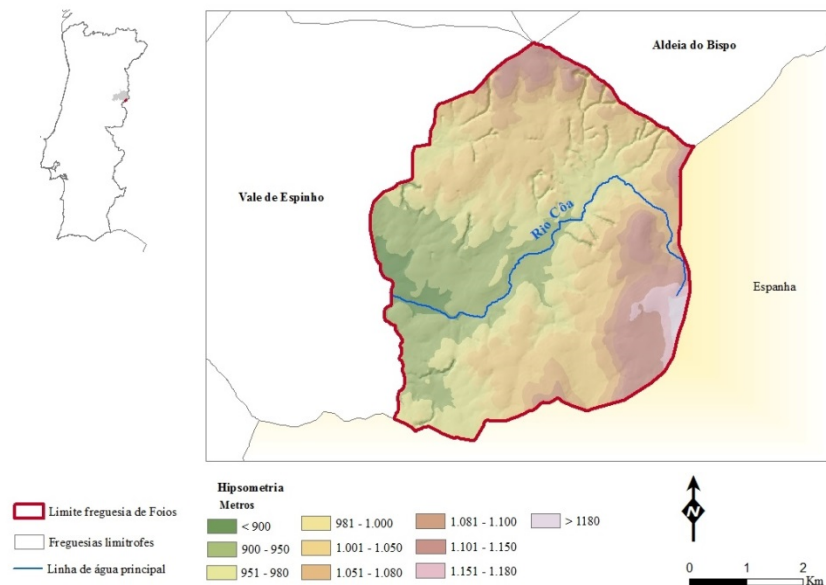 Aldeia do Bispo
Vale de Espinho
Rio Côa
Espanha
Hipsometria
Metros
Limite freguesia de Foios
Freguesias limitrofes
Linha de água principal
< 900
900 - 950
951 - 980
981 - 1.000
1.001 - 1.050
1.051 - 1.080
1.081 - 1.100
1.101 - 1.150
1.151 - 1.180
> 1180
N
0 1 2
Km